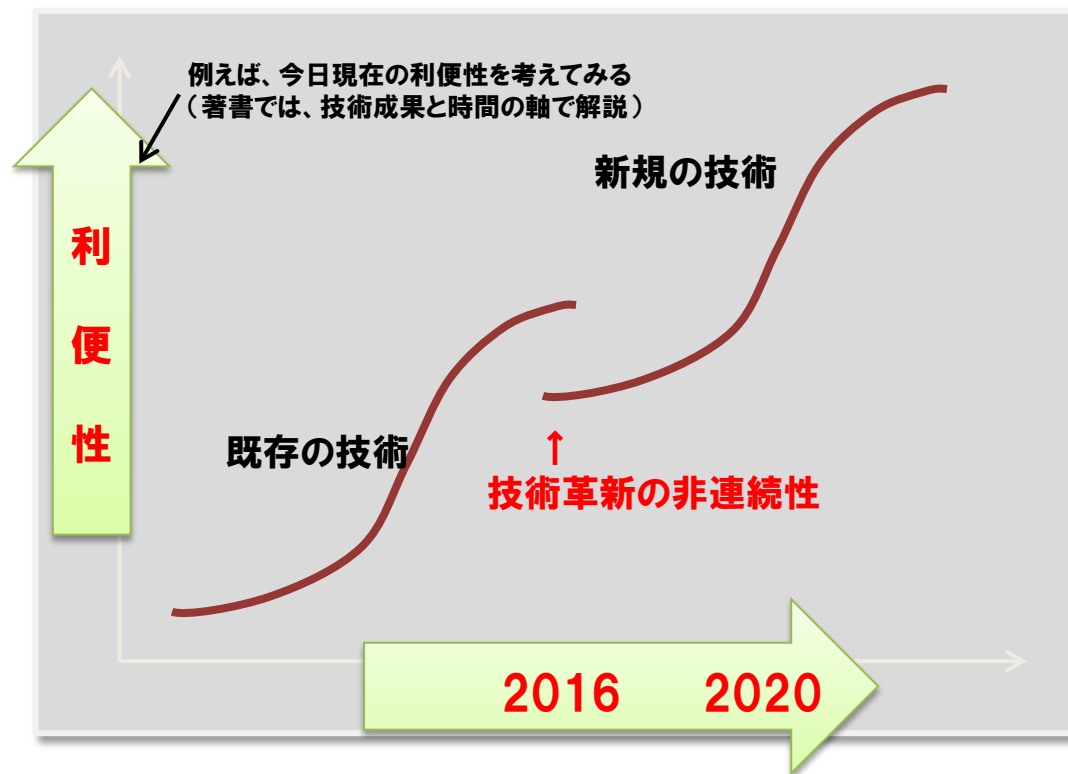 例えば、今日現在の利便性を考えてみる
（著書では、技術成果と時間の軸で解説）
新規の技術
利
便
性
既存の技術
↑
技術革新の非連続性
2016 2020